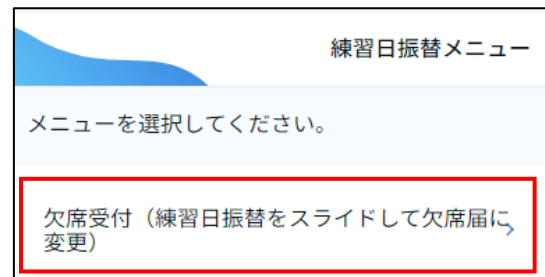 練習日振替メニュー
メニューを選択してください。
欠席受付（練習日振替をスライドして欠席届に
変更）